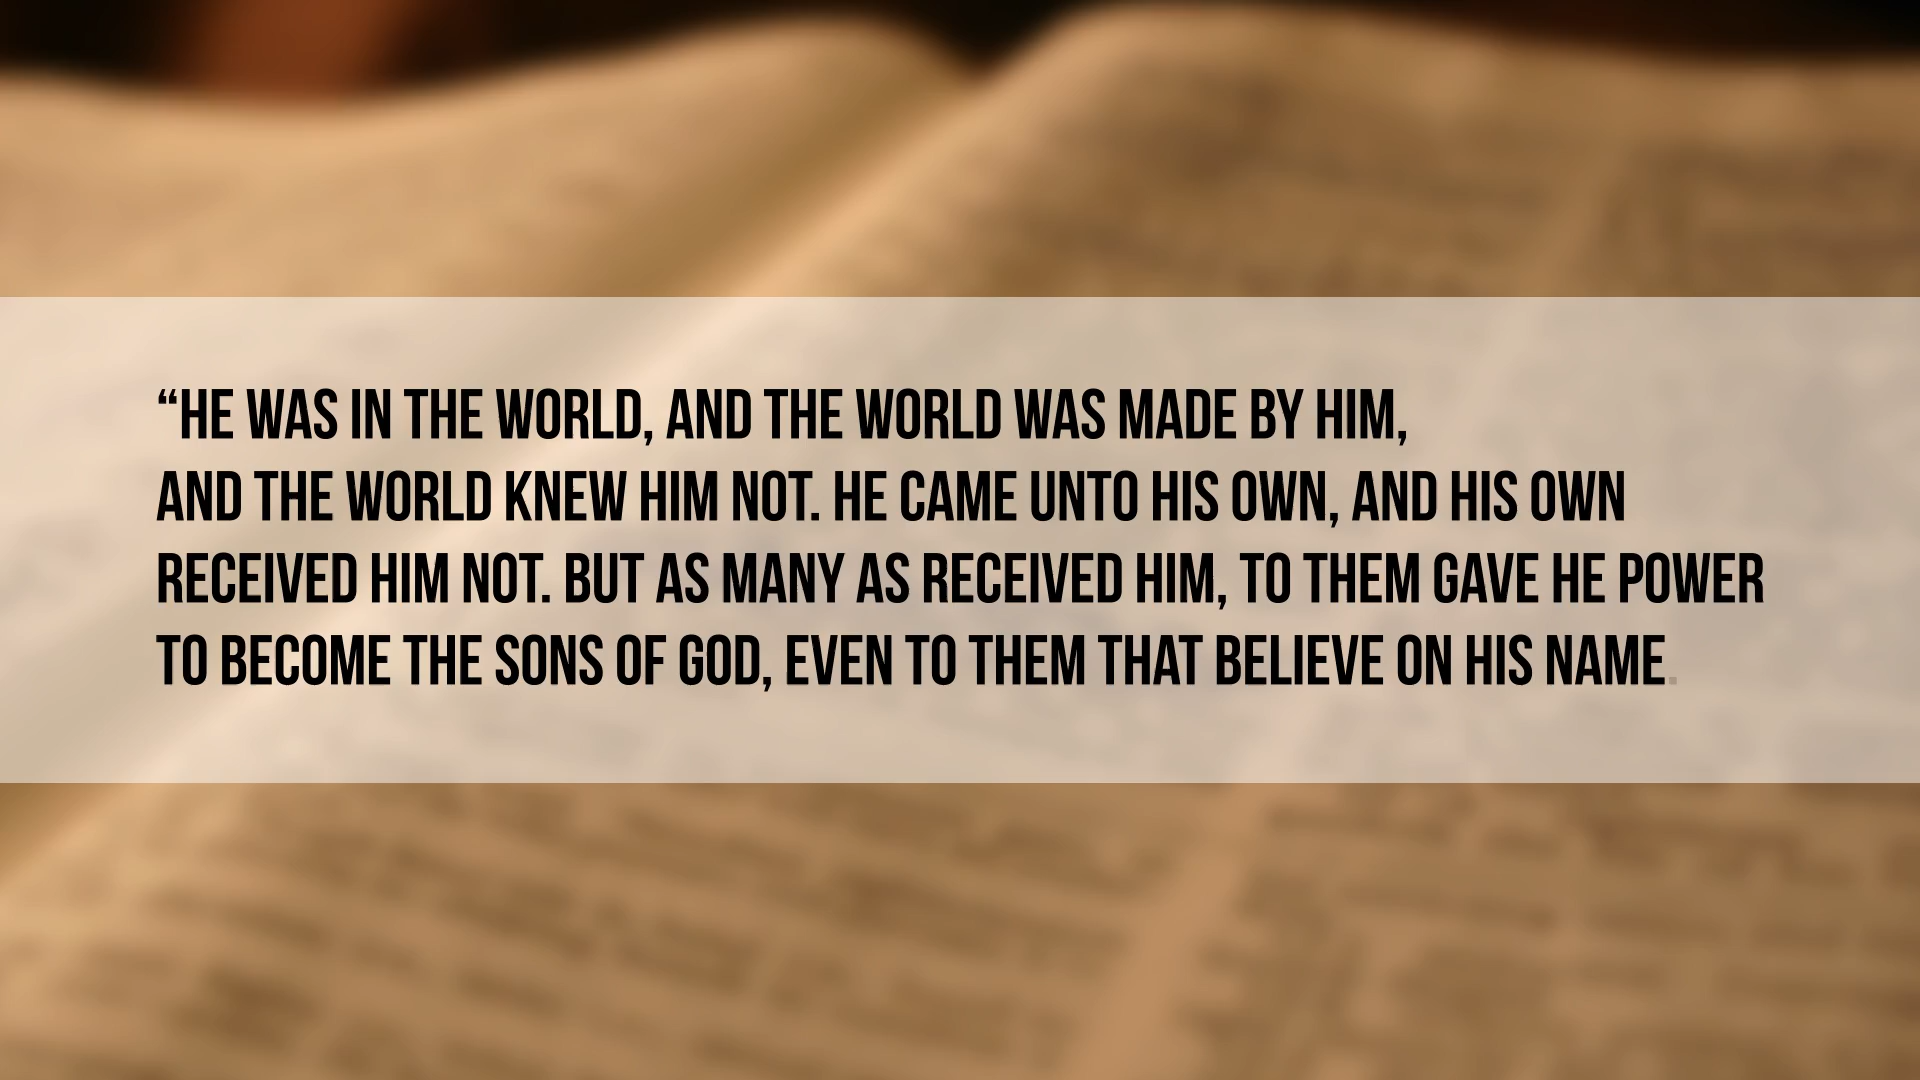 “HE WAS IN THE WORLD, AND THE WORLD WAS MADE BY HIM,
AND THE WORLD KNEW HIM NOT. HE CAME UNTO HIS OWN, AND HIS OWN
RECEIVED HIM NOT. BUT AS MANY AS RECEIVED HIM, TO THEM GAVE HE POWER
TO BECOME THE SONS OF GOD, EVEN TO THEM THAT BELIEVE ON HIS NAME.